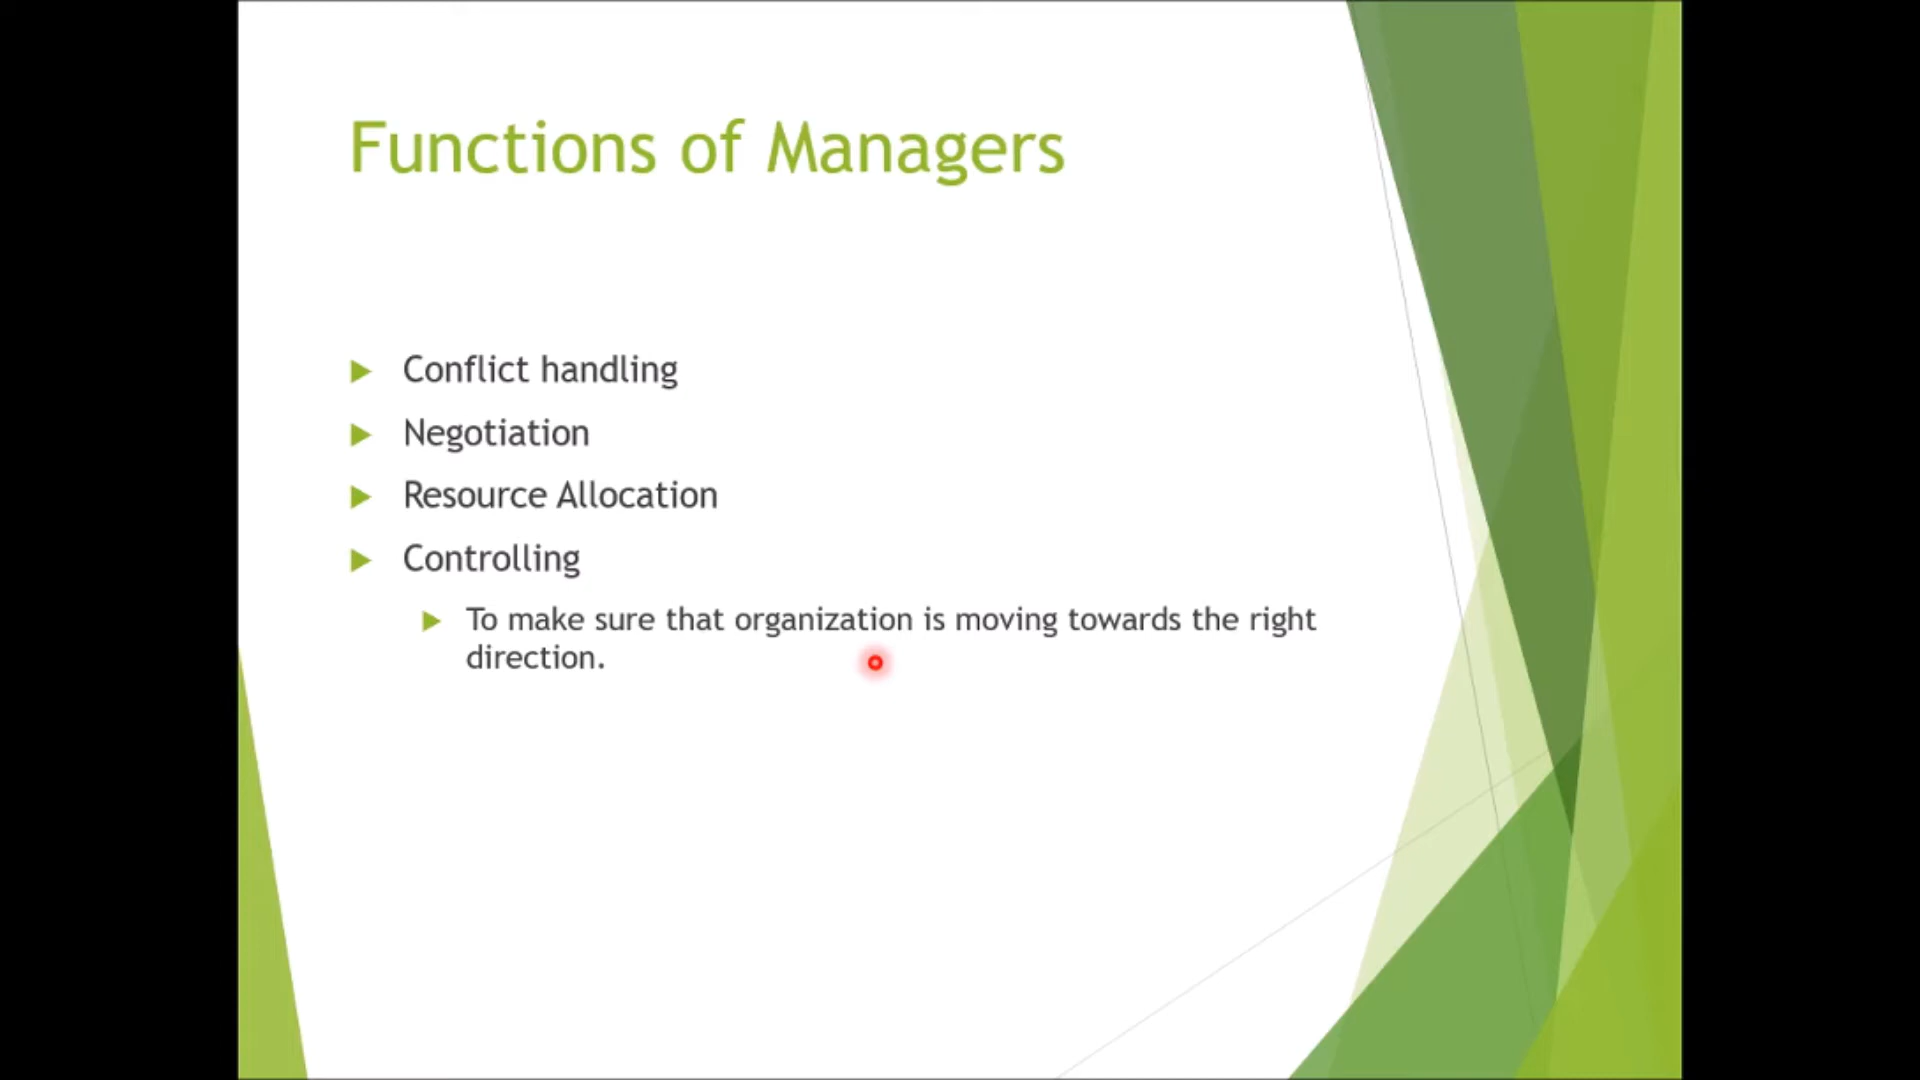 Functions of Managers
Conflict handling
Negotiation
Resource Allocation
Controlling
To make sure that organization is moving towards the right
direction.